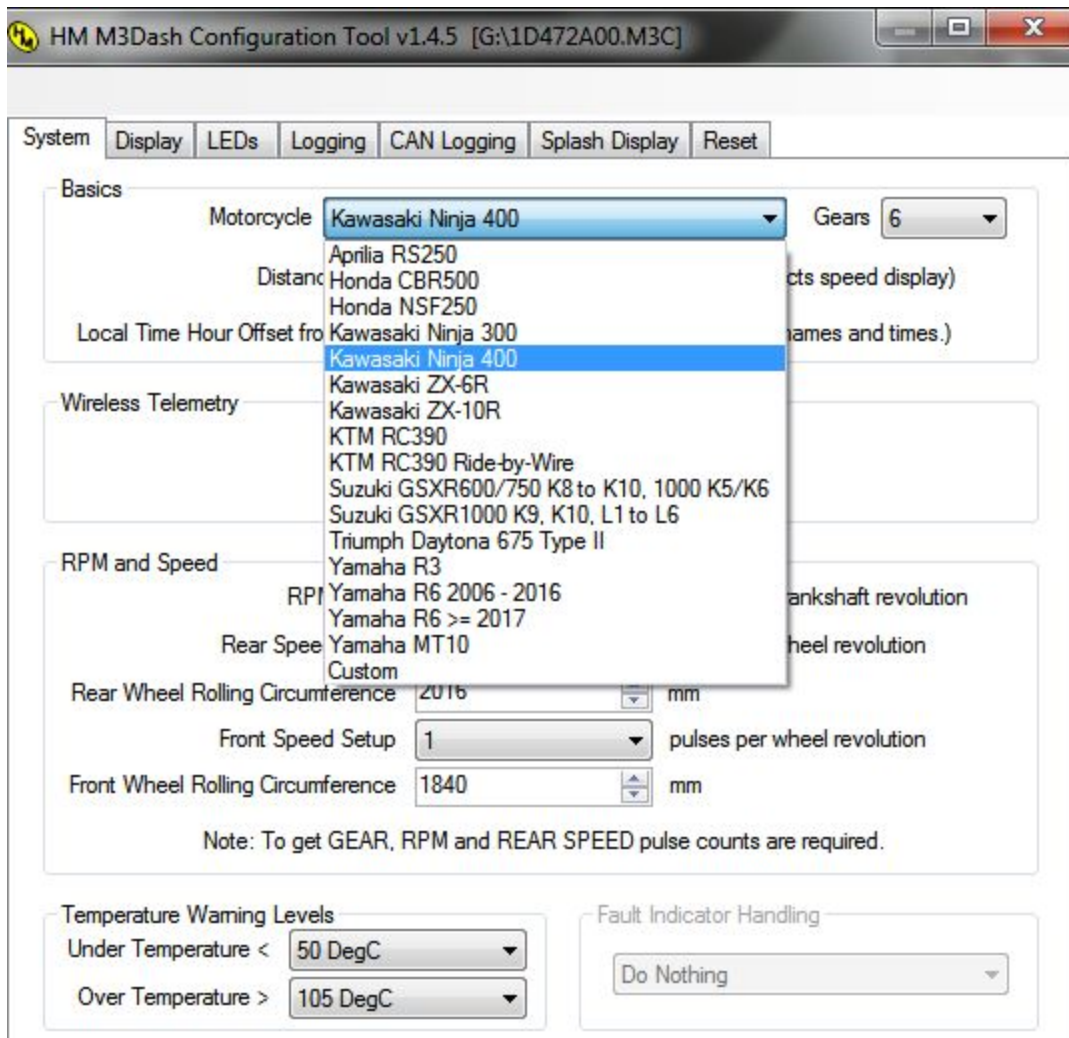 HM M3Dash Configuration Tool v1.4.5 [G:\1D472A00.M3C]
System Display LEDs Logging CAN Logging Splash Display Reset
Basics
Motorcycle Kawasaki Ninja 400 Gears 6
Aprilia RS250
Distanc Honda CBR500 cts speed display)
Honda NSF250
Local Time Hour Offset fro Kawasaki Ninja 300 names and times.)
Kawasaki Ninja 400
Kawasaki ZX-6R
Wireless Telemetry Kawasaki ZX-10R
KTM RC390
KTM RC390 Ride-by-Wire
Suzuki GSXR600/750 K8 to K10, 1000 K5/K6
Suzuki GSXR1000 K9, K10, L1 to L6
Triumph Daytona 675 Type II
RPM and Speed Yamaha R3
RPM Yamaha R6 2006 - 2016 rankshaft revolution
Yamaha R6 >= 2017
Rear Spee Yamaha MT10 heel revolution
Custom
Rear Wheel Rolling Circumference 2016 mm
Front Speed Setup 1 pulses per wheel revolution
Front Wheel Rolling Circumference 1840 mm
Note: To get GEAR, RPM and REAR SPEED pulse counts are required.
Temperature Warning Levels Fault Indicator Handling
Under Temperature < 50 DegC
Do Nothing
Over Temperature > 105 DegC